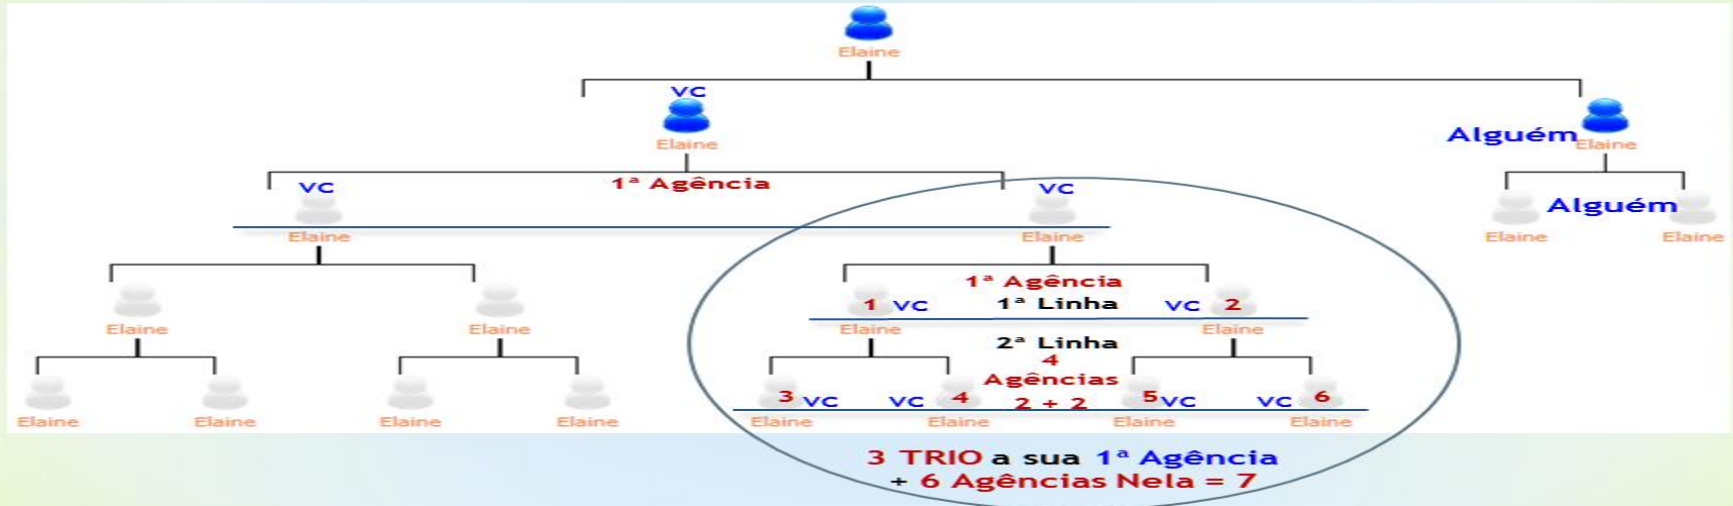 Elaine
vc
Elaine
Alguém
Elaine
vc
1ª Agência
vc
Alguém
Elaine
Elaine
Elaine
Elaine
1ª Agência
1 vc
1ª Linha
vc 2
Elaine
Elaine
Elaine
Elaine
2ª Linha
4
Agências
3 vc
vc 4
2 + 2
5 vc
vc 6
Elaine
Elaine
Elaine
Elaine
Elaine
Elaine
Elaine
Elaine
3 TRIO a sua 1ª Agência
+ 6 Agências Nela = 7